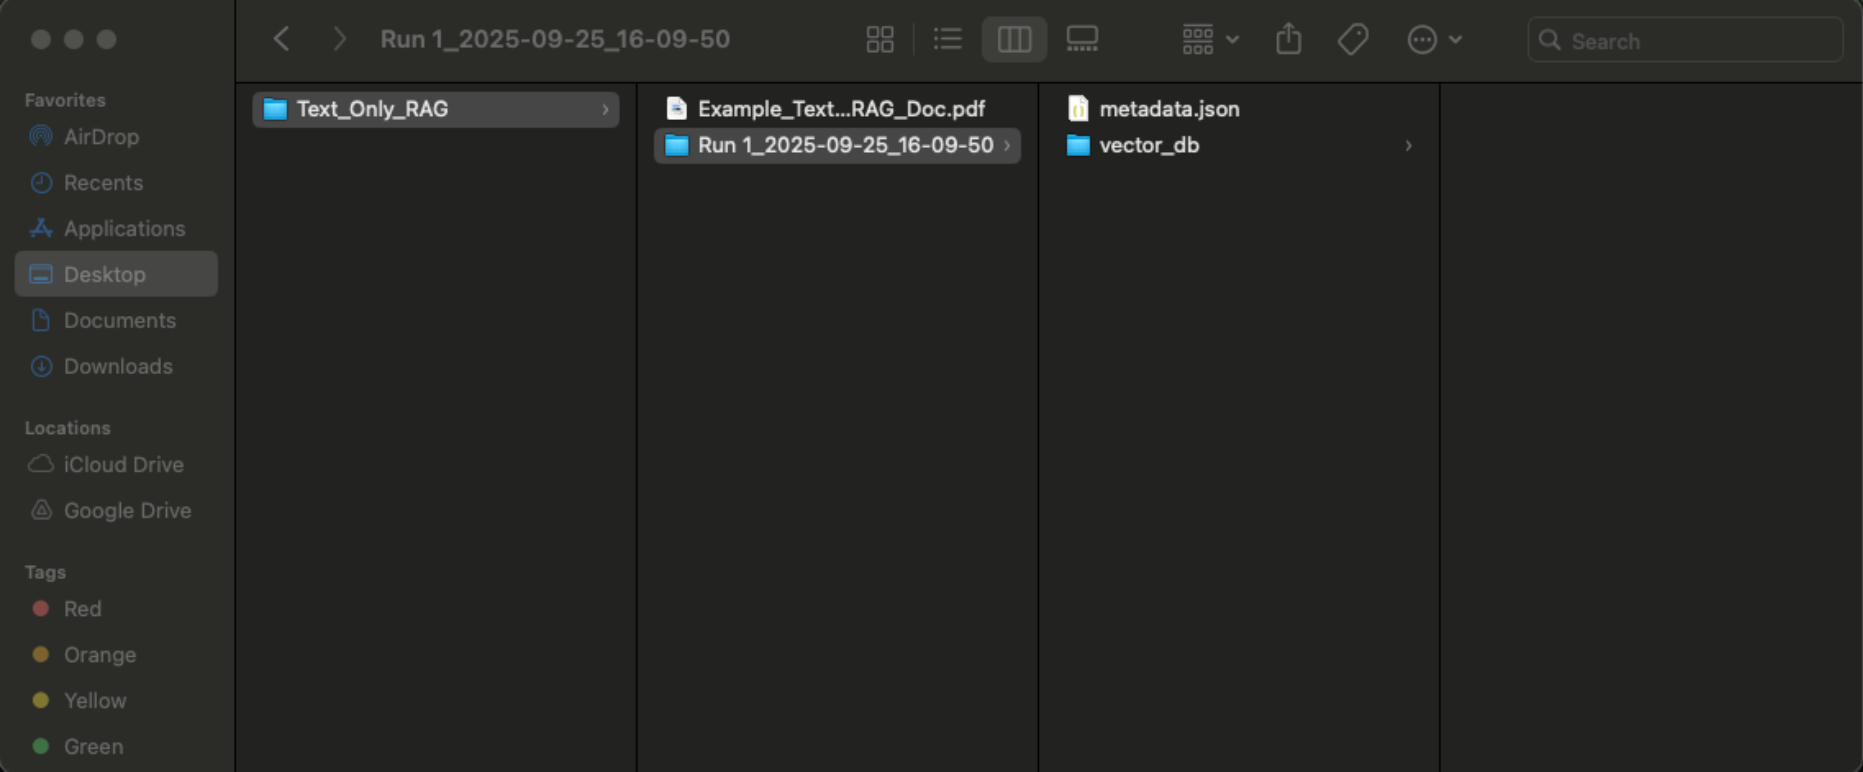 Run 1_2025-09-25_16-09-50
Search
Favorites
AirDrop
Recents
Applications
Desktop
Documents
Downloads
Locations
iCloud Drive
Google Drive
Tags
Red
Orange
Yellow
Green
Text_Only_RAG
Example_Text...RAG_Doc.pdf
Run 1_2025-09-25_16-09-50
metadata.json
vector_db